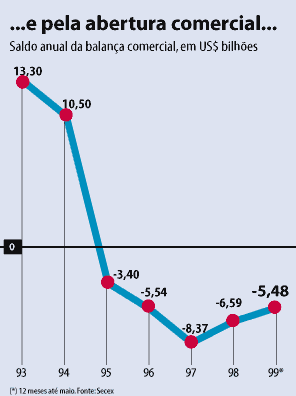 ...e pela abertura comercial...
Saldo anual da balança comercial, em US$ bilhões
13,30
10,50
0
-3,40
-5,54
-8,37
-6,59
-5,48
93 94 95 96 97 98 99*
(*) 12 meses até maio. Fonte: Secex